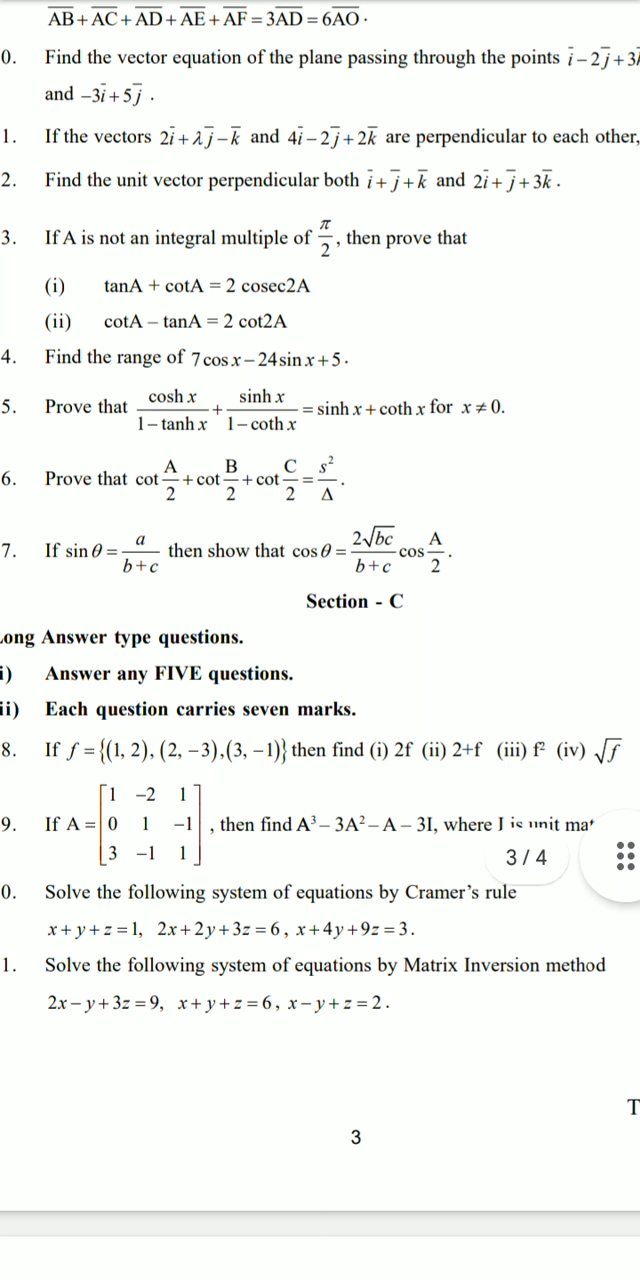 AB + AC + AD + AE + AF = 3AD = 6AO .
0. Find the vector equation of the plane passing through the points i − 2j + 3
and −3i + 5j .
1. If the vectors 2i + λj − k and 4i − 2j + 2k are perpendicular to each other,
2. Find the unit vector perpendicular both i + j + k and 2i + j + 3k .
3. If A is not an integral multiple of π/2 , then prove that
(i) tanA + cotA = 2 cosec2A
(ii) cotA – tanA = 2 cot2A
4. Find the range of 7 cos x − 24 sin x + 5 .
5. Prove that cosh x/(1 − tanh x) + sinh x/(1 − coth x) = sinh x + coth x for x ≠ 0.
6. Prove that cot A/2 + cot B/2 + cot C/2 = s²/Δ .
7. If sin θ = a/(b + c) then show that cos θ = 2√bc/(b + c) cos A/2 .
Section - C
ong Answer type questions.
i) Answer any FIVE questions.
ii) Each question carries seven marks.
8. If f = {(1, 2), (2, −3),(3, −1)} then find (i) 2f (ii) 2+f (iii) f² (iv) √f
9. If A = [1 −2 1; 0 1 −1; 3 −1 1] , then find A³ – 3A² – A – 3I, where I is unit mat
3 / 4
0. Solve the following system of equations by Cramer's rule
x + y + z = 1, 2x + 2y + 3z = 6 , x + 4y + 9z = 3 .
1. Solve the following system of equations by Matrix Inversion method
2x − y + 3z = 9, x + y + z = 6 , x − y + z = 2 .
T
3